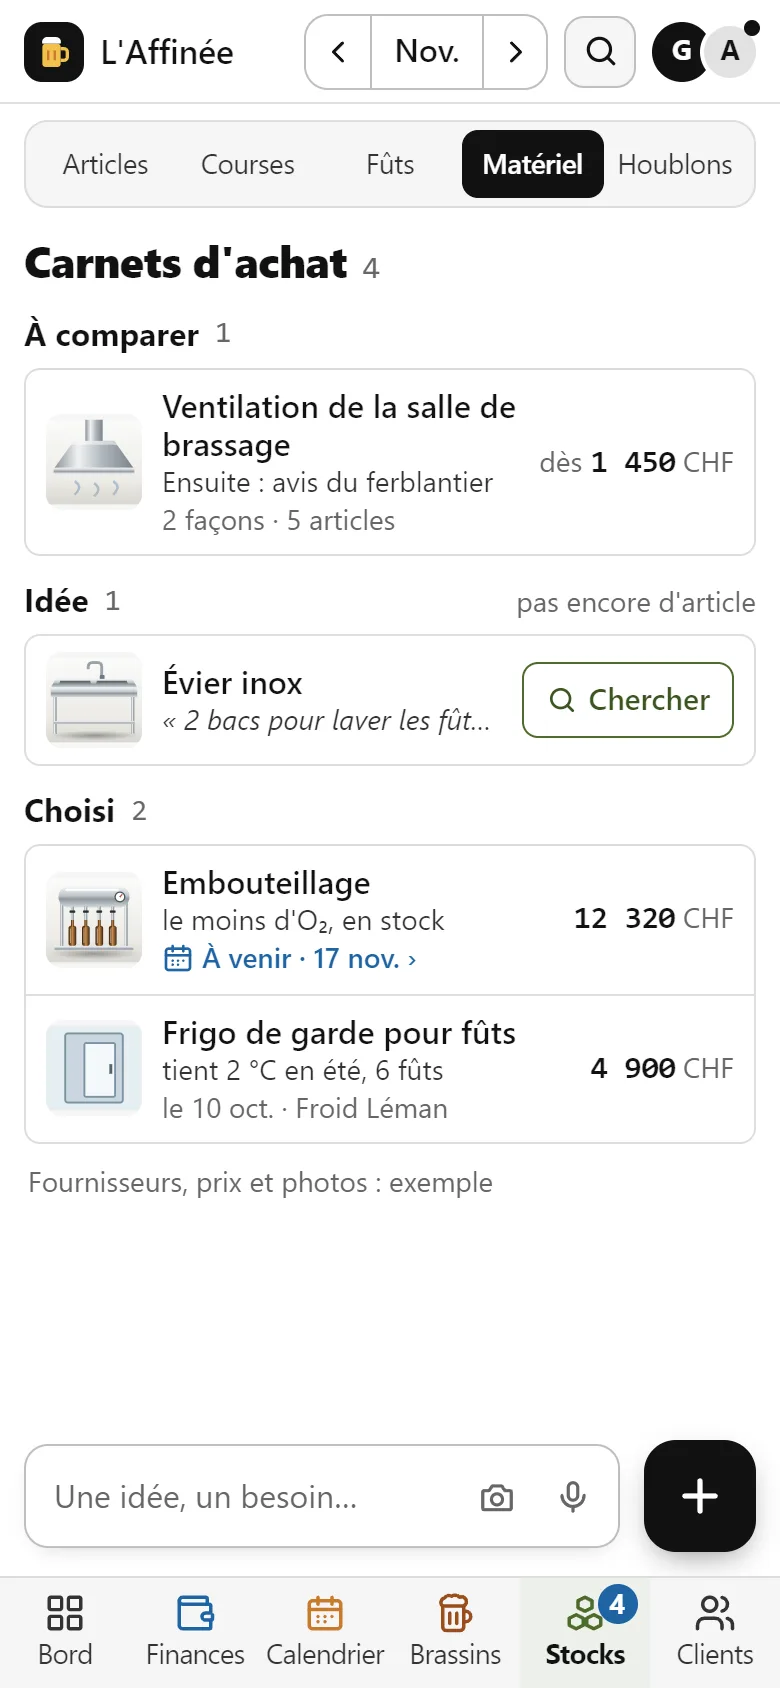 L'Affinée
Nov.
G
A
Articles
Courses
Fûts
Matériel
Houblons
Carnets d'achat 4
À comparer 1
Ventilation de la salle de
brassage
Ensuite : avis du ferblantier
2 façons · 5 articles
dès 1 450 CHF
Idée 1
pas encore d'article
Évier inox
« 2 bacs pour laver les fût...
Chercher
Choisi 2
Embouteillage
le moins d'O₂, en stock
À venir · 17 nov. ›
12 320 CHF
Frigo de garde pour fûts
tient 2 °C en été, 6 fûts
le 10 oct. · Froid Léman
4 900 CHF
Fournisseurs, prix et photos : exemple
Une idée, un besoin...
Bord
Finances
Calendrier
Brassins
4
Stocks
Clients